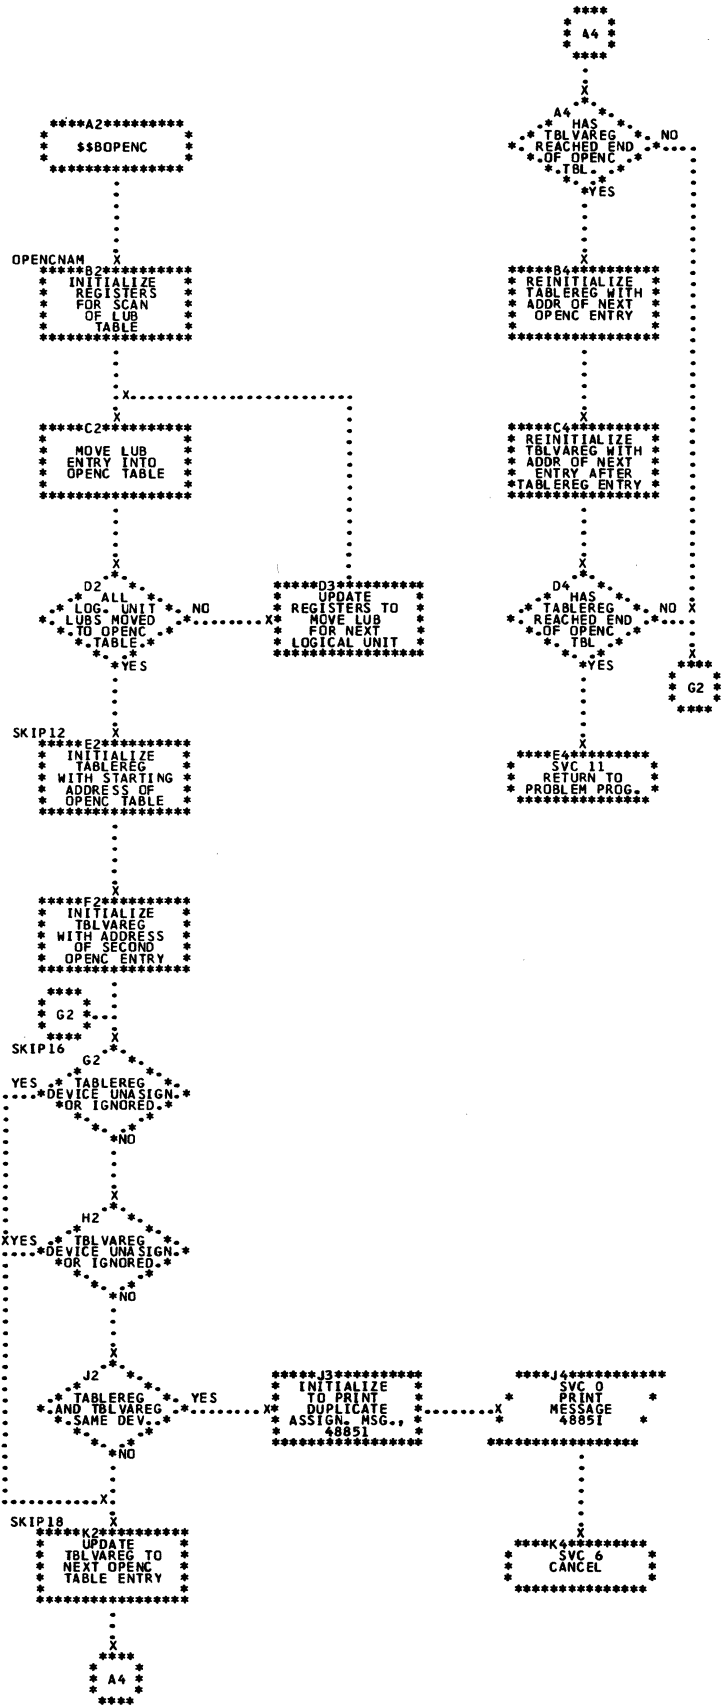 A2
$$BOPENC
OPENCNAM
B2
INITIALIZE
REGISTERS
FOR SCAN
OF LUB
TABLE
C2
MOVE LUB
ENTRY INTO
OPENC TABLE
D2
ALL
LOG. UNIT
LUBS MOVED
TO OPENC
TABLE
NO
YES
D3
UPDATE
REGISTERS TO
MOVE LUB
FOR NEXT
LOGICAL UNIT
SKIP12
E2
INITIALIZE
TABLEREG
WITH STARTING
ADDRESS OF
OPENC TABLE
F2
INITIALIZE
TBLVAREG
WITH ADDRESS
OF SECOND
OPENC ENTRY
G2
SKIP16
G2
YES
TABLEREG
DEVICE UNASIGN.
OR IGNORED.
NO
H2
YES
TBLVAREG
DEVICE UNASIGN.
OR IGNORED.
NO
J2
TABLEREG
AND TBLVAREG
SAME DEV.
YES
NO
J3
INITIALIZE
TO PRINT
DUPLICATE
ASSIGN. MSG.,
4885I
J4
SVC 0
PRINT
MESSAGE
4885I
SKIP18
K2
UPDATE
TBLVAREG TO
NEXT OPENC
TABLE ENTRY
K4
SVC 6
CANCEL
A4
A4
A4
HAS
TBLVAREG
REACHED END
OF OPENC
TBL.
NO
YES
B4
REINITIALIZE
TABLEREG WITH
ADDR OF NEXT
OPENC ENTRY
C4
REINITIALIZE
TBLVAREG WITH
ADDR OF NEXT
ENTRY AFTER
TABLEREG ENTRY
D4
HAS
TABLEREG
REACHED END
OF OPENC
TBL
NO
YES
G2
E4
SVC 11
RETURN TO
PROBLEM PROG.